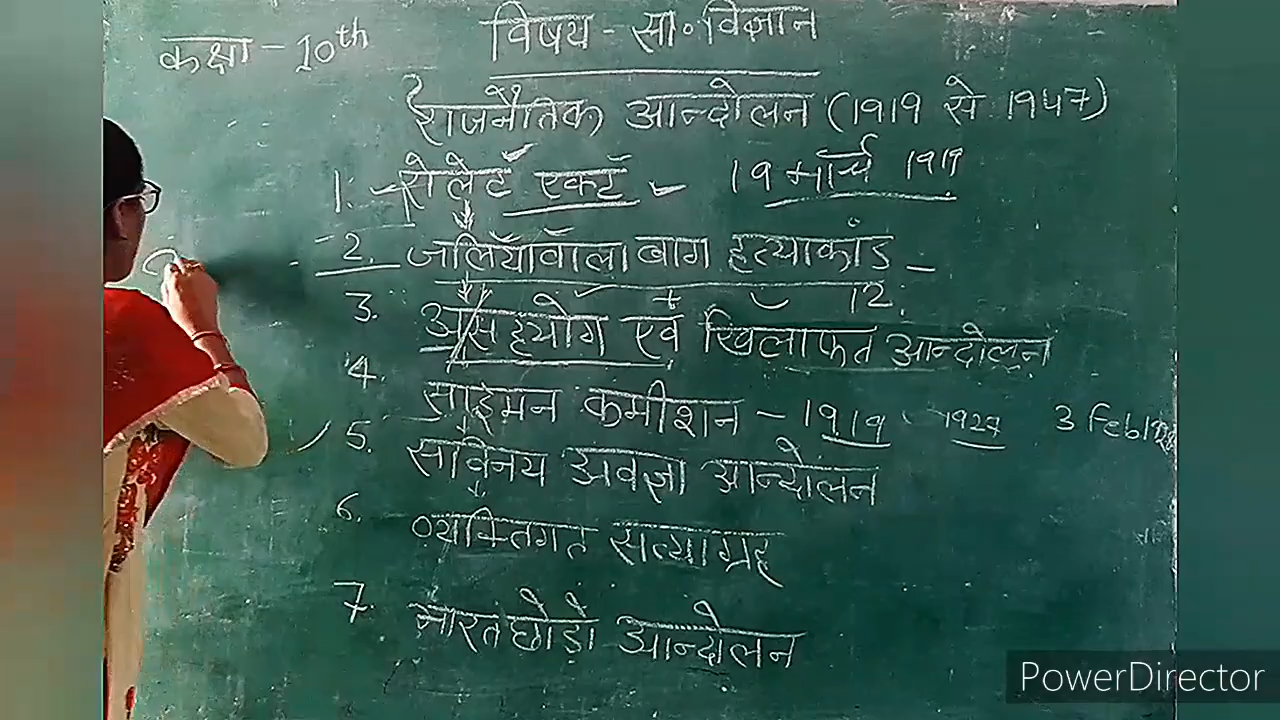 कक्षा - 10th
विषय - सा॰ विज्ञान
राजनैतिक आन्दोलन (1919 से 1947)
1. रोलेट एक्ट 19 मार्च 1919
2. जलियाँवाला बाग हत्याकांड -
12.
3. असहयोग एवं खिलाफत आन्दोलन
4. साइमन कमीशन - 1919 3 Feb
5. सविनय अवज्ञा आन्दोलन
6. व्यक्तिगत सत्याग्रह
7. भारत छोड़ो आन्दोलन
PowerDirector